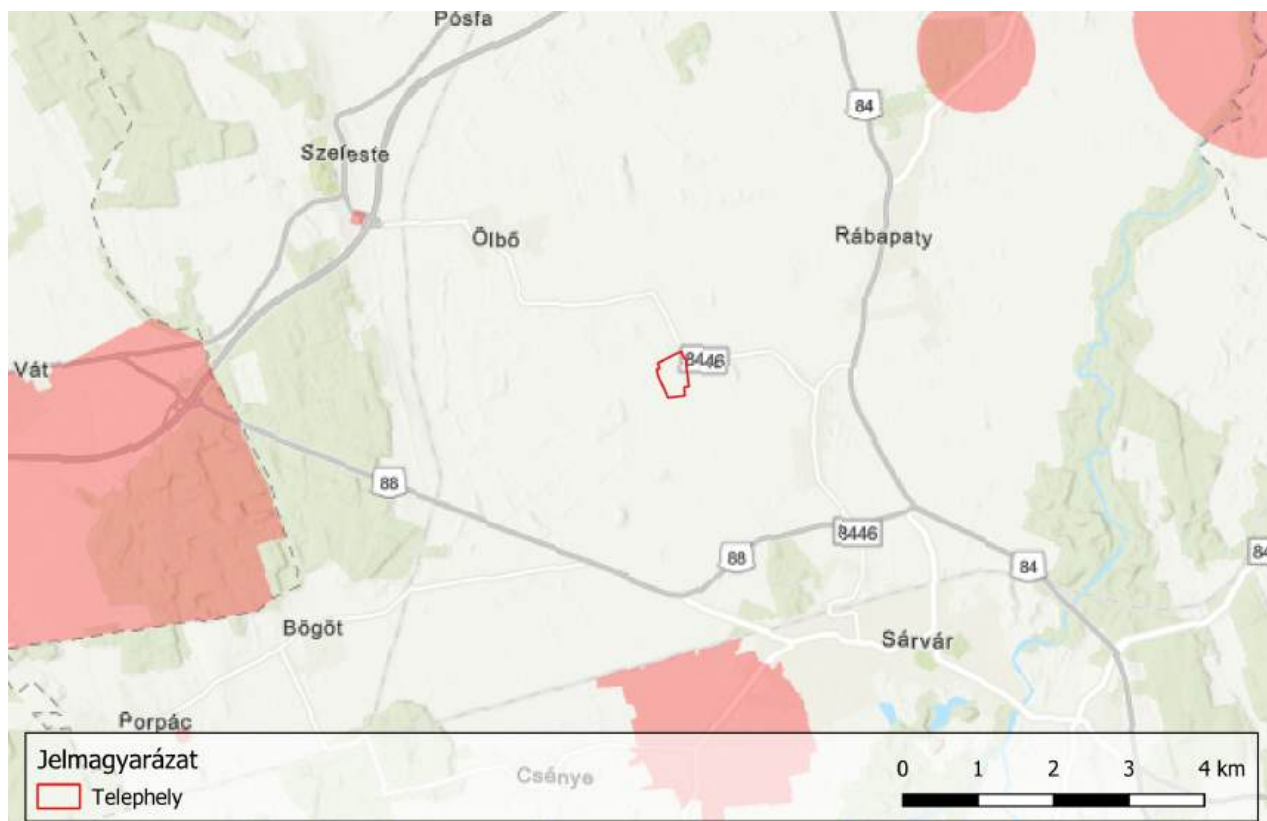 Pósfa
84
Szeleste
Ölbő
Rábapaty
8446
Vát
88
8446
88
84
84
Bögöt
Sárvár
Porpác
Csénye
Jelmagyarázat
Telephely
0 1 2 3 4 km